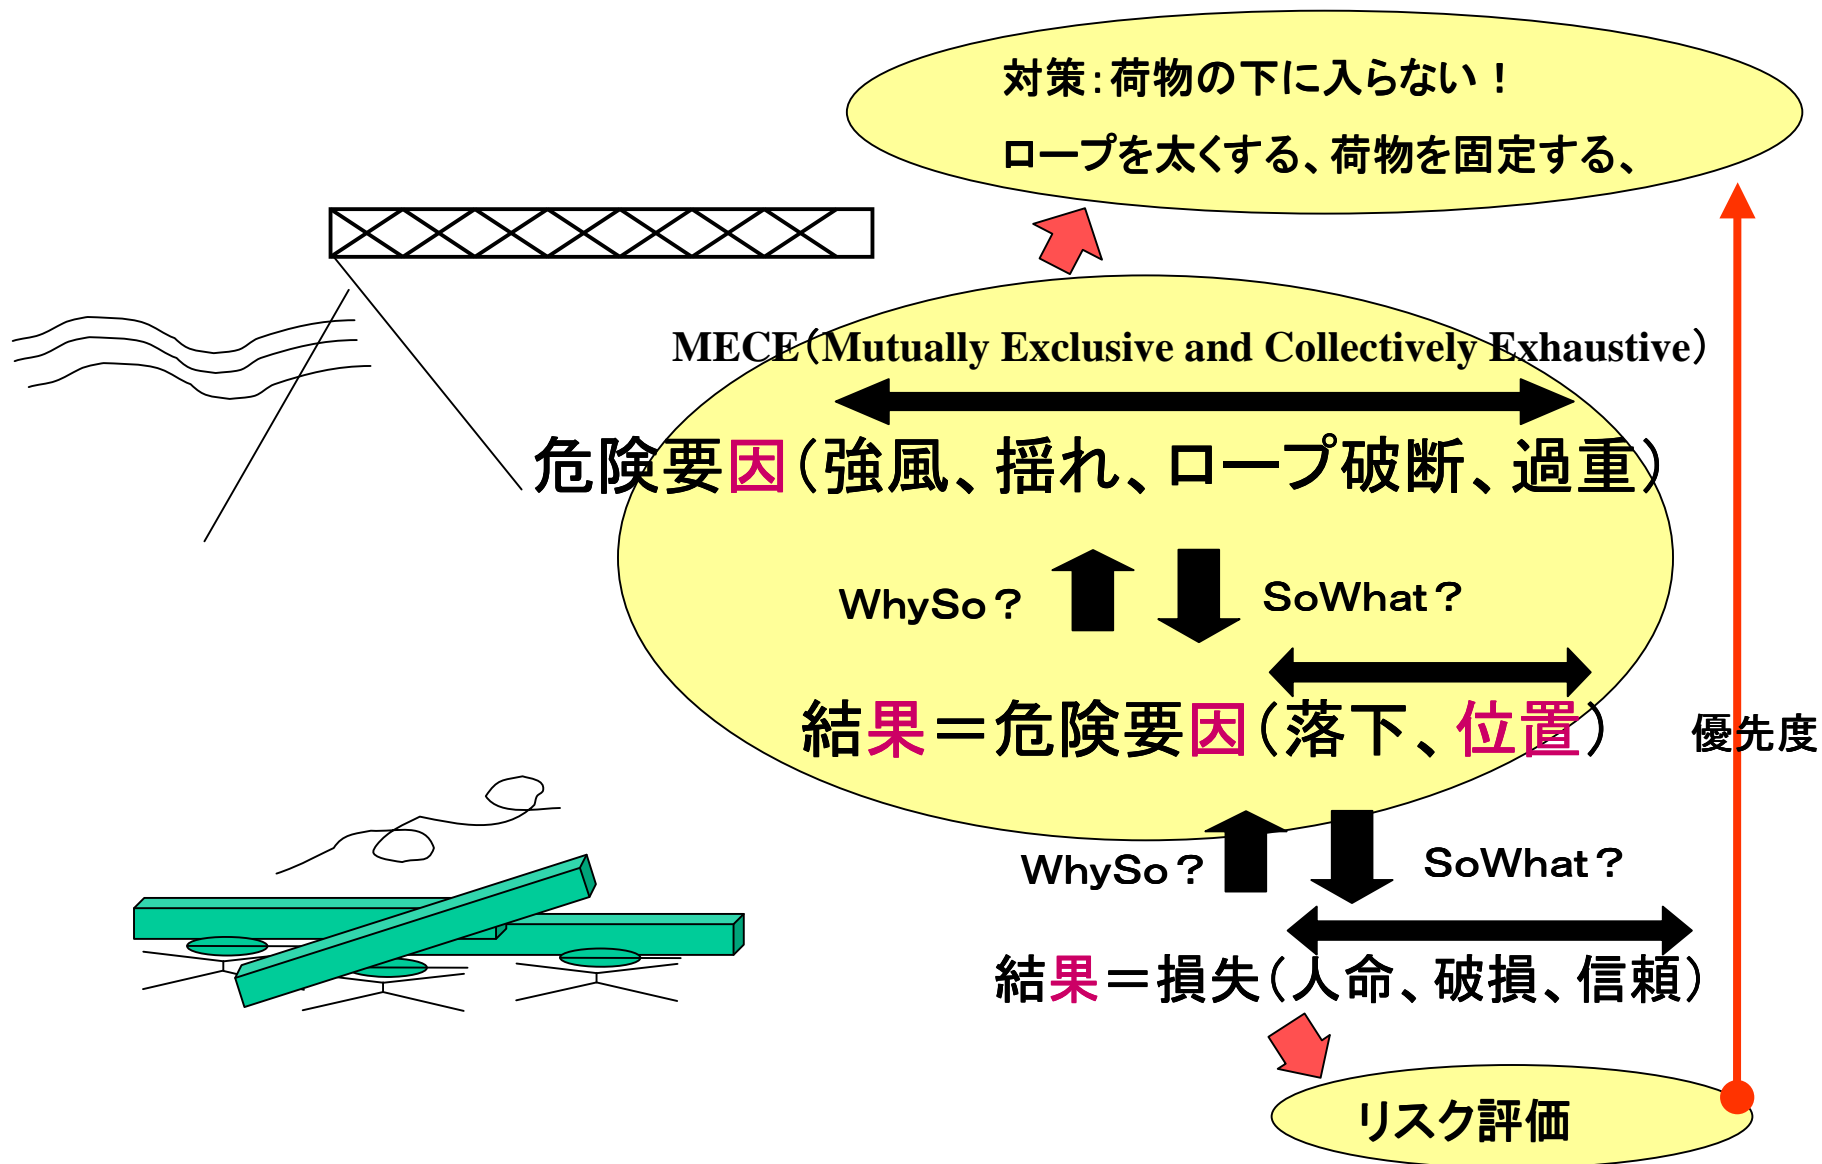 対策：荷物の下に入らない！
ロープを太くする、荷物を固定する、
MECE（Mutually Exclusive and Collectively Exhaustive）
危険要因（強風、揺れ、ロープ破断、過重）
WhySo？
SoWhat？
結果＝危険要因（落下、位置）
優先度
WhySo？
SoWhat？
結果＝損失（人命、破損、信頼）
リスク評価